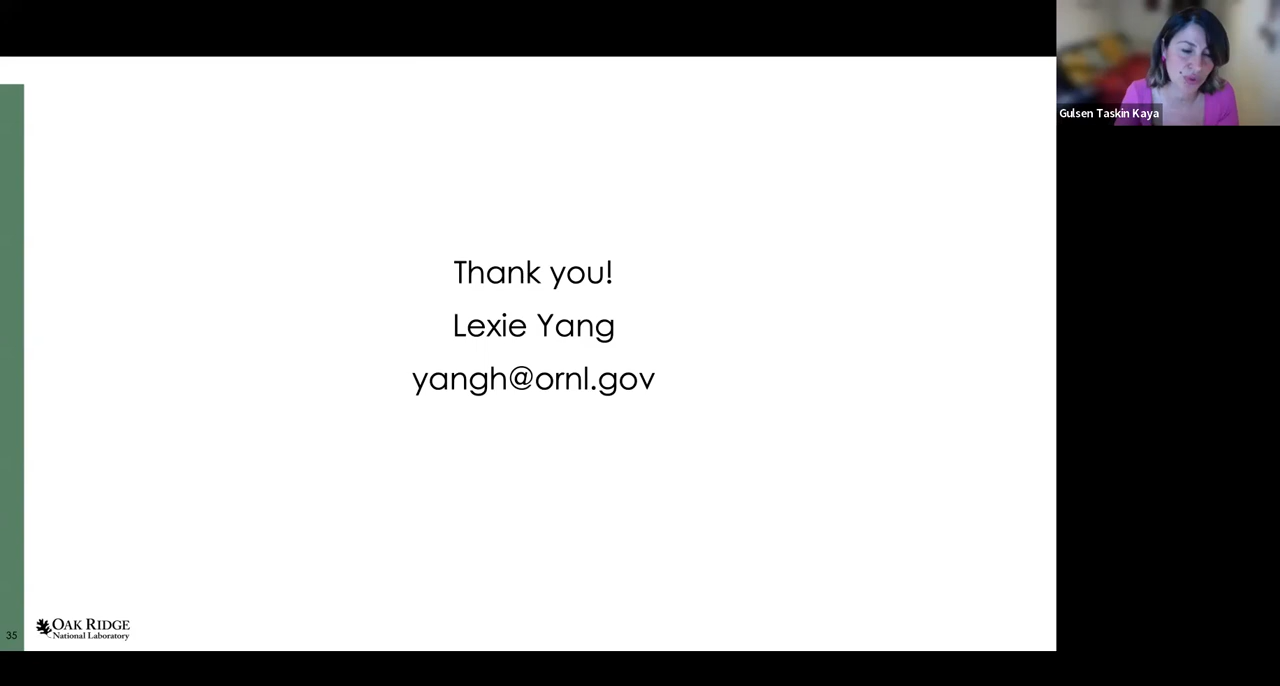 Gulsen Taskin Kaya
Thank you!
Lexie Yang
yangh@ornl.gov
35
OAK RIDGE
National Laboratory